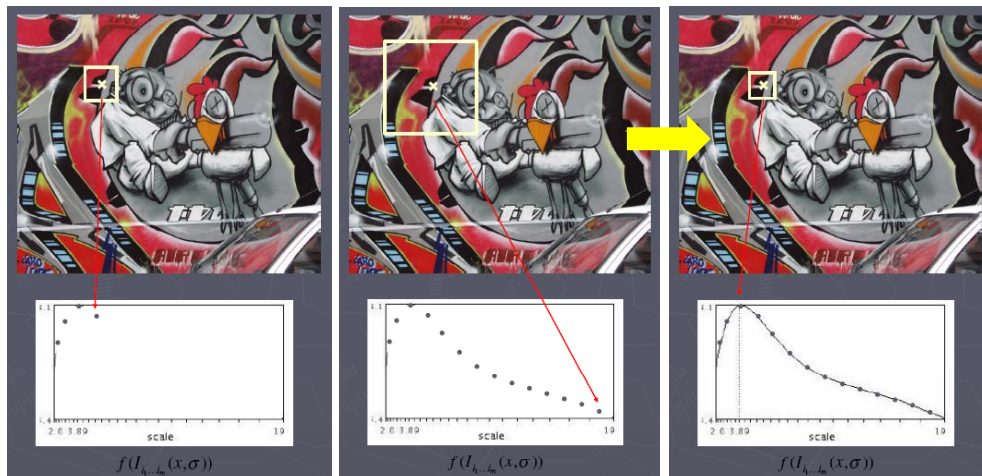 2.0 3.89
19
scale
f(I_{i_1…i_m}(x,σ))
2.0 3.89
19
scale
f(I_{i_1…i_m}(x,σ))
2.0 3.89
19
scale
f(I_{i_1…i_m}(x,σ))